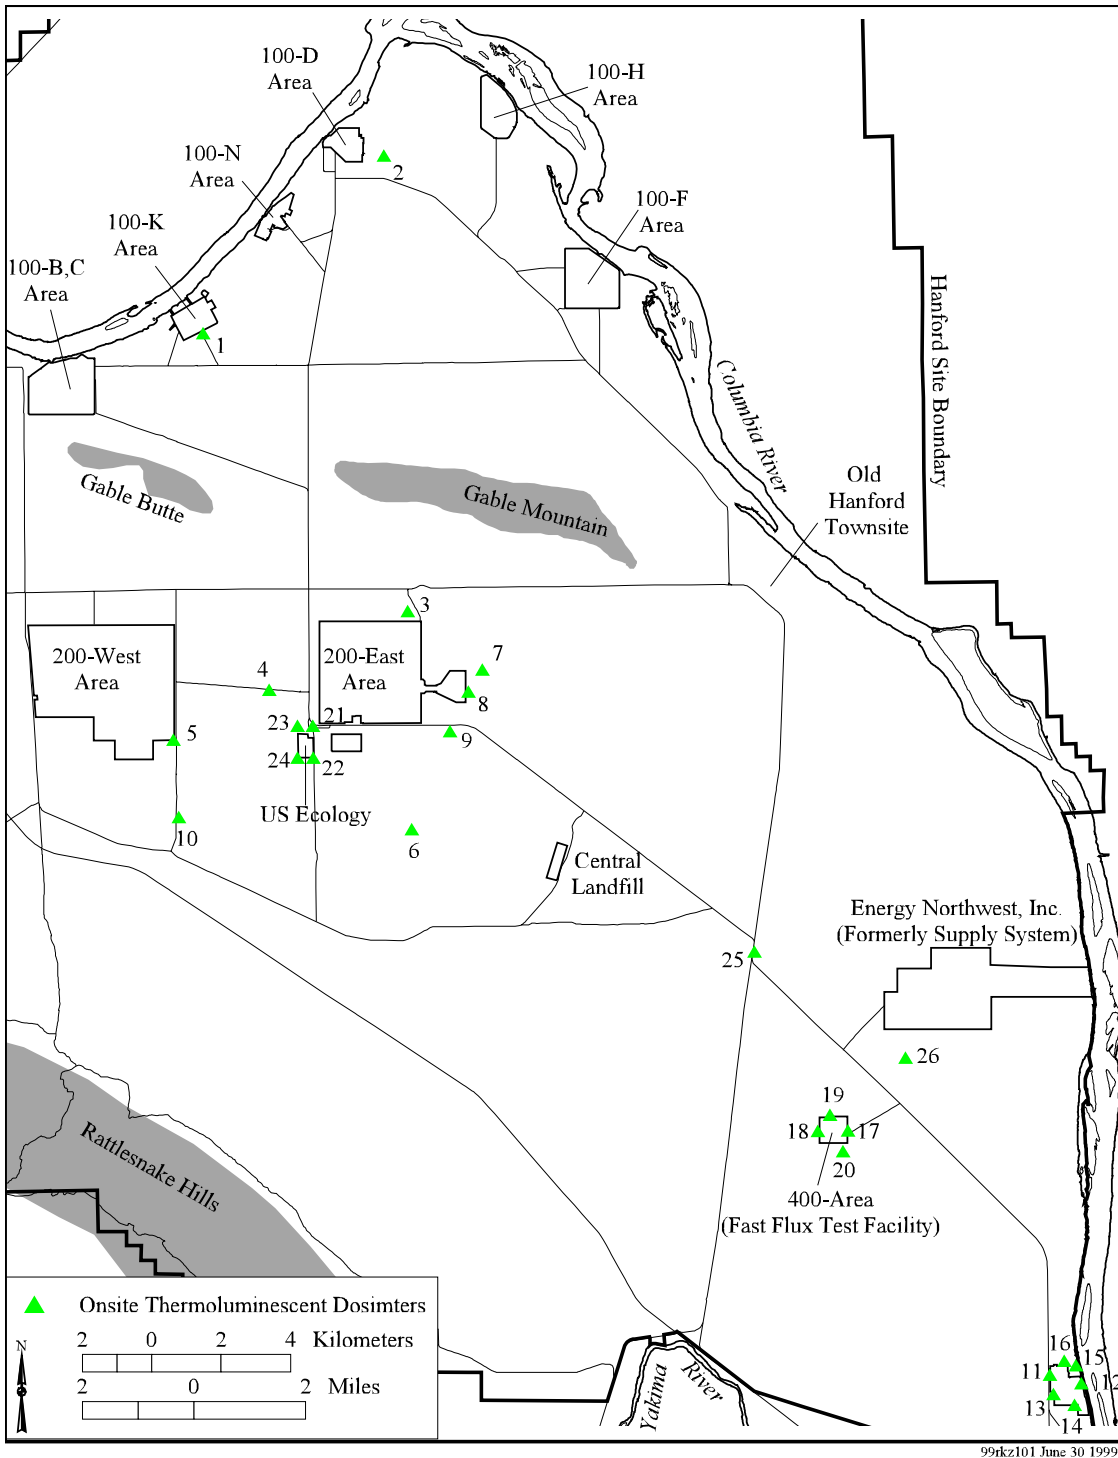 100-D
Area
100-H
Area
2
100-N
Area
100-F
Area
100-K
Area
100-B,C
Area
1
Hanford Site Boundary
Columbia River
Gable Butte
Gable Mountain
Old
Hanford
Townsite
3
200-West
Area
200-East
Area
7
4
8
23
21
5
9
24
22
US Ecology
10
6
Central
Landfill
Energy Northwest, Inc.
(Formerly Supply System)
25
26
19
18
17
20
400-Area
(Fast Flux Test Facility)
Rattlesnake Hills
Onsite Thermoluminescent Dosimters
N
2 0 2 4 Kilometers
2 0 2 Miles
Yakima River
16
15
11
12
13
14
99rkz101 June 30 1999